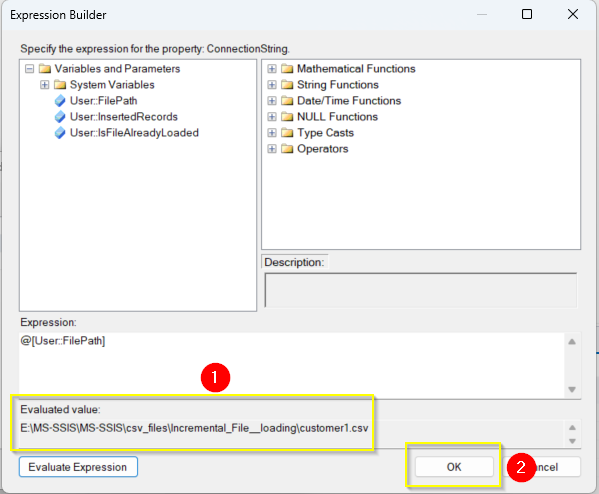 Expression Builder
Specify the expression for the property: ConnectionString.
Variables and Parameters
System Variables
User::FilePath
User::InsertedRecords
User::IsFileAlreadyLoaded
Mathematical Functions
String Functions
Date/Time Functions
NULL Functions
Type Casts
Operators
Description:
Expression:
@[User::FilePath]
1
Evaluated value:
E:\MS-SSIS\MS-SSIS\csv_files\Incremental_File__loading\customer1.csv
Evaluate Expression
OK
2
ancel